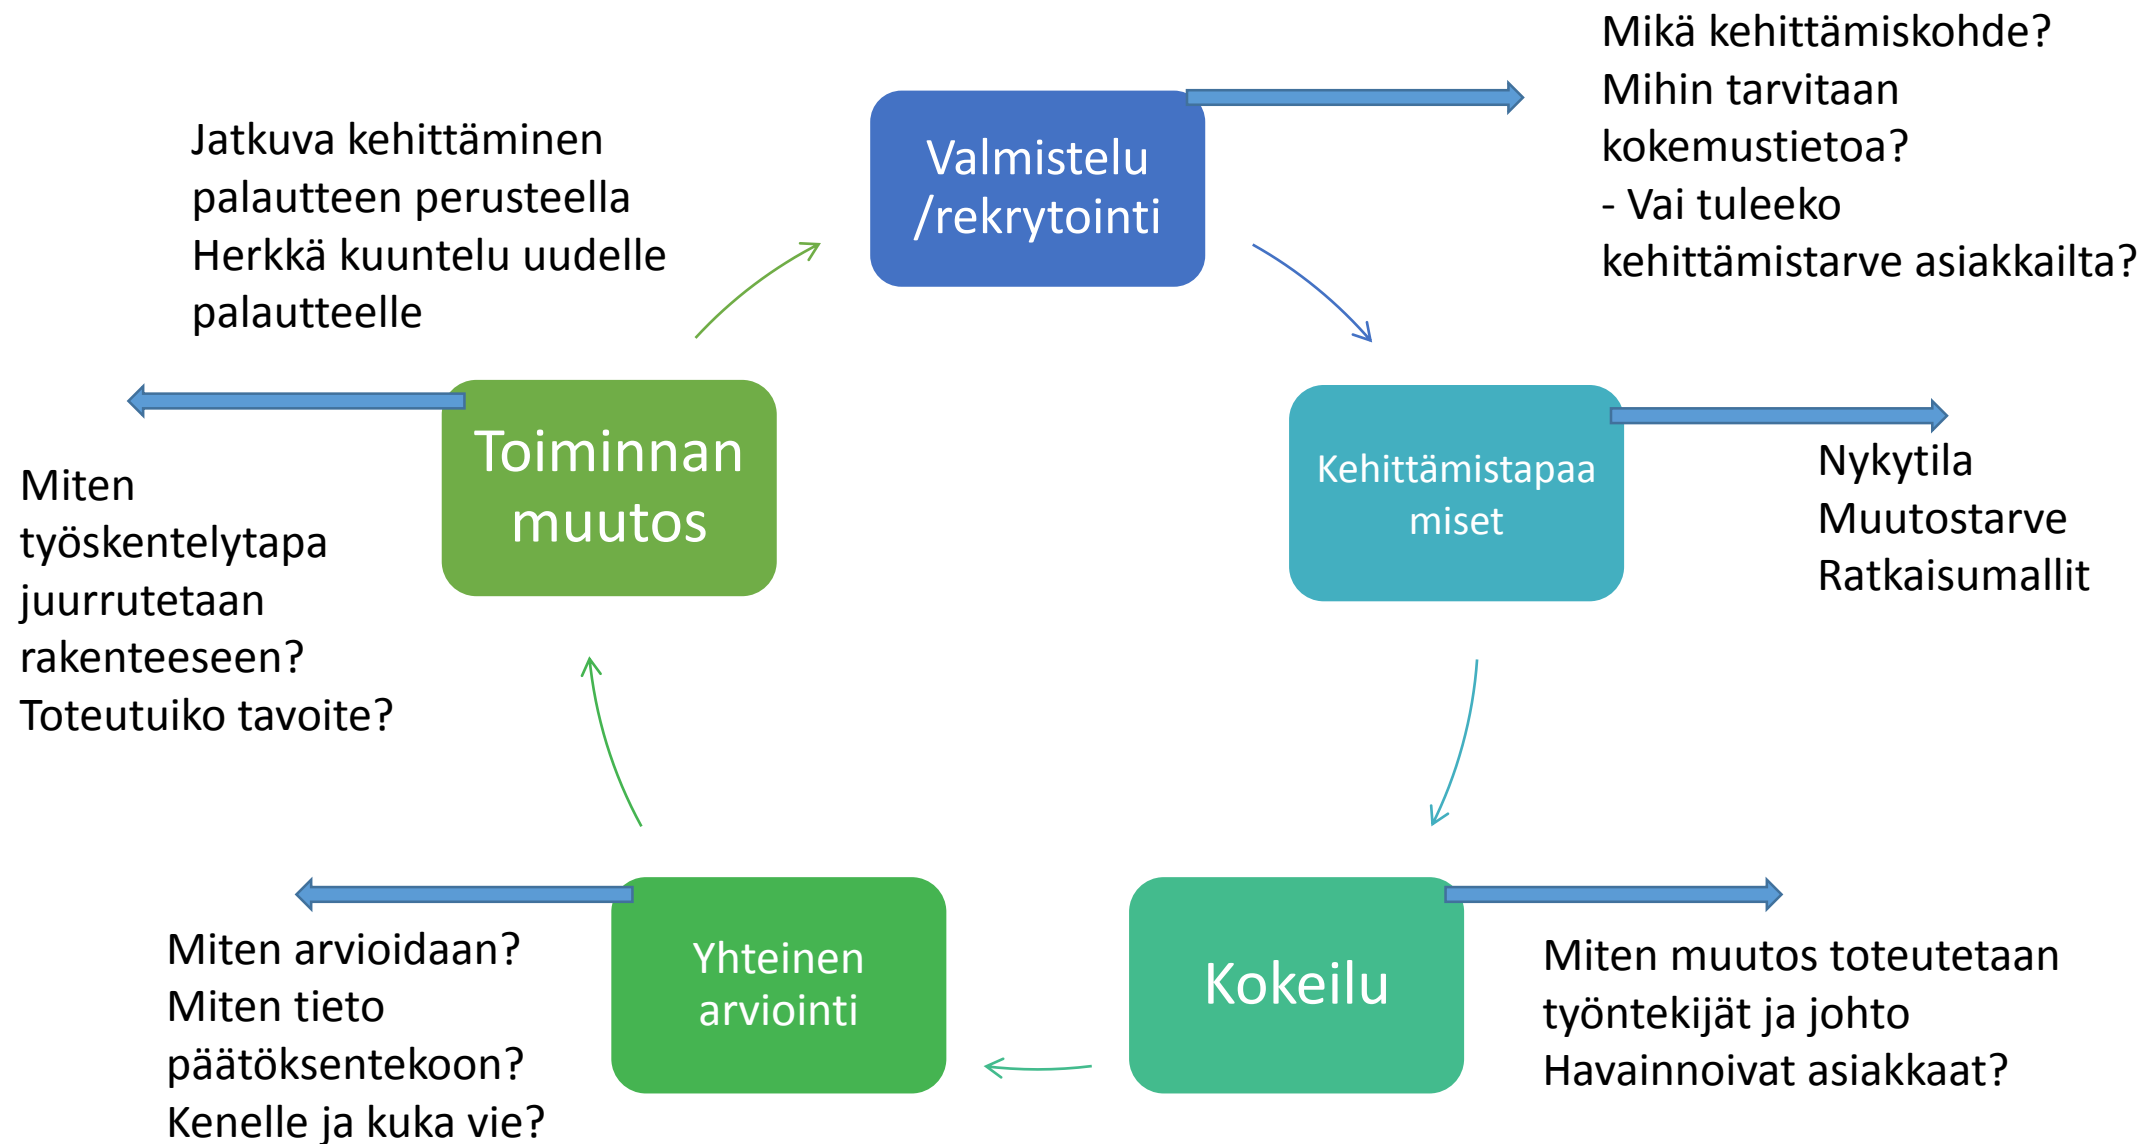 Mikä kehittämiskohde?
Mihin tarvitaan
kokemustietoa?
- Vai tuleeko
kehittämistarve asiakkailta?
Valmistelu
/rekrytointi
Jatkuva kehittäminen
palautteen perusteella
Herkkä kuuntelu uudelle
palautteelle
Kehittämistapaa
miset
Nykytila
Muutostarve
Ratkaisumallit
Toiminnan
muutos
Miten
työskentelytapa
juurrutetaan
rakenteeseen?
Toteutuiko tavoite?
Kokeilu
Miten muutos toteutetaan
työntekijät ja johto
Havainnoivat asiakkaat?
Yhteinen
arviointi
Miten arvioidaan?
Miten tieto
päätöksentekoon?
Kenelle ja kuka vie?